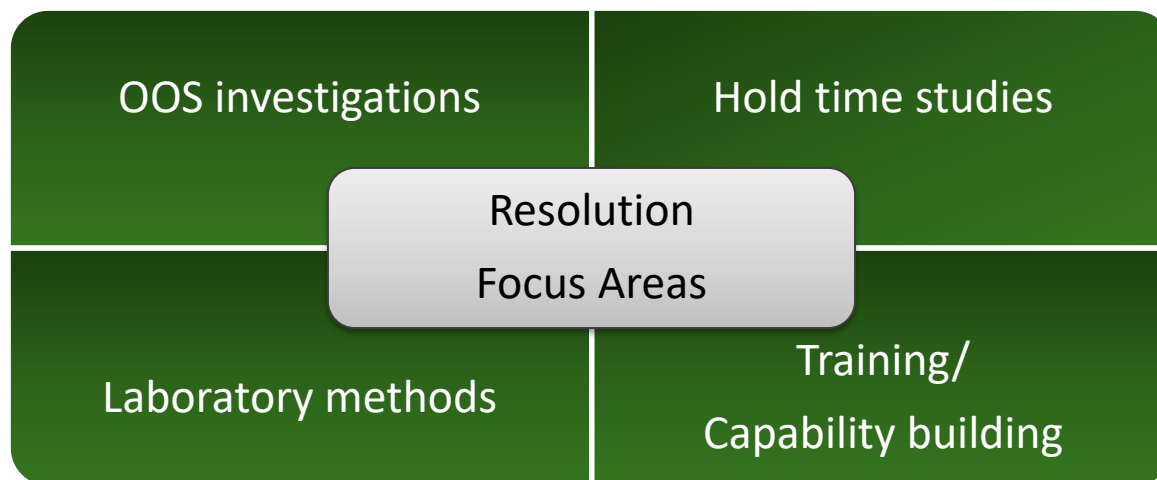 OOS investigations
Hold time studies
Resolution
Focus Areas
Laboratory methods
Training/
Capability building